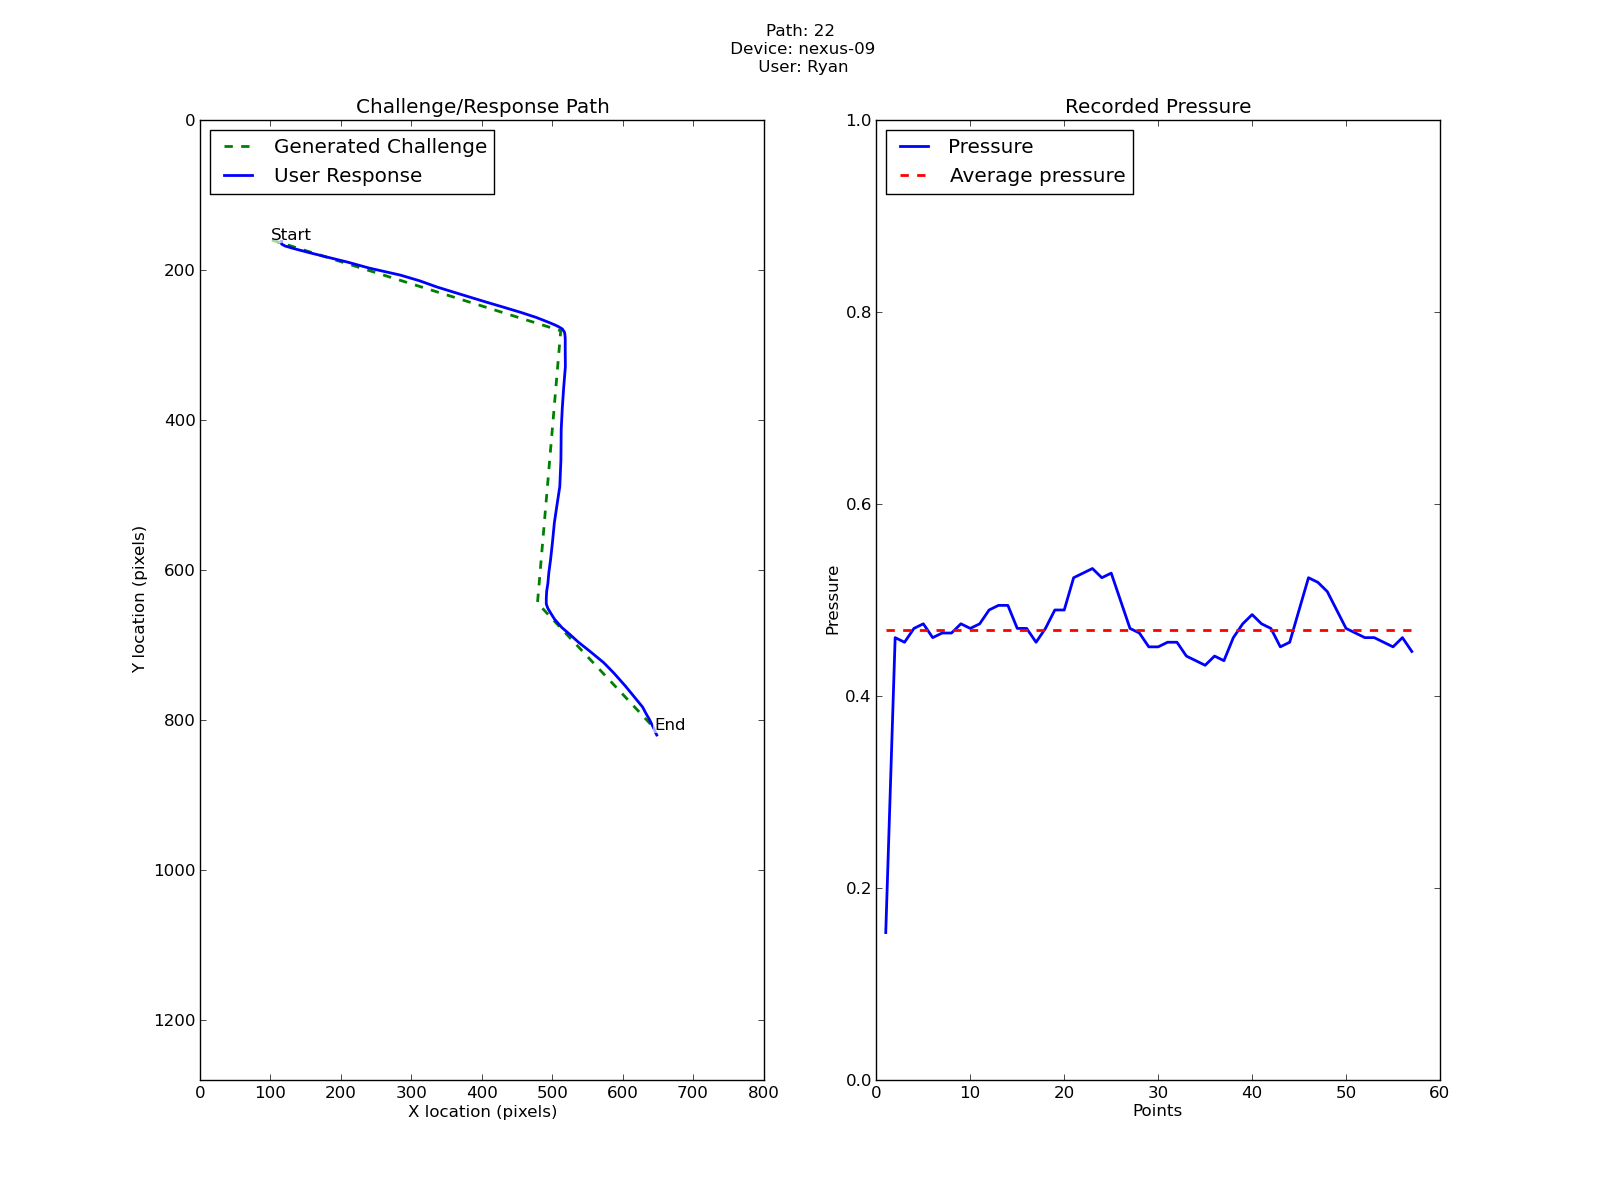 Path: 22
Device: nexus-09
User: Ryan
Challenge/Response Path
Generated Challenge
User Response
Start
End
0
200
400
600
800
1000
1200
Y location (pixels)
0 100 200 300 400 500 600 700 800
X location (pixels)
Recorded Pressure
Pressure
Average pressure
1.0
0.8
0.6
0.4
0.2
0.0
Pressure
0 10 20 30 40 50 60
Points